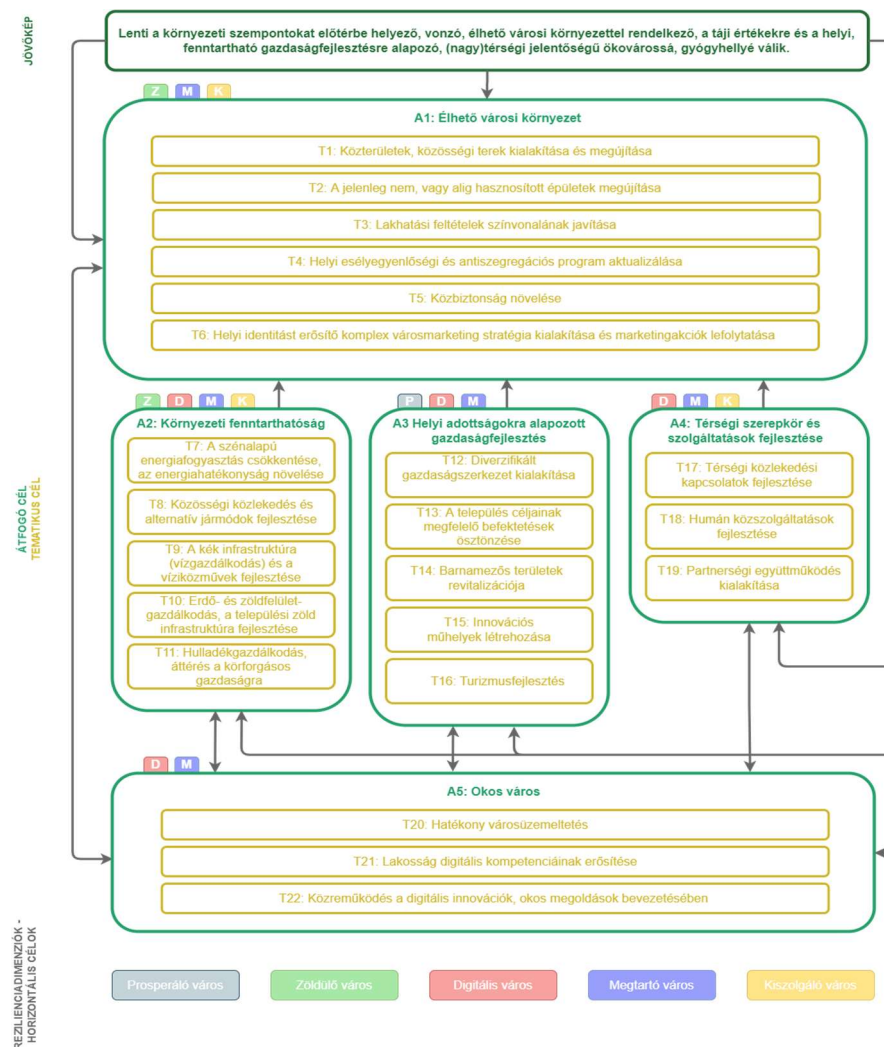 JÖVŐKÉP
Lenti a környezeti szempontokat előtérbe helyező, vonzó, élhető városi környezettel rendelkező, a táji értékekre és a helyi,
fenntartható gazdaságfejlesztésre alapozó, (nagy)térségi jelentőségű ökovárossá, gyógyhellyé válik.
Z M K
A1: Élhető városi környezet
T1: Közterületek, közösségi terek kialakítása és megújítása
T2: A jelenleg nem, vagy alig hasznosított épületek megújítása
T3: Lakhatási feltételek színvonalának javítása
T4: Helyi esélyegyenlőségi és antiszegregációs program aktualizálása
T5: Közbiztonság növelése
T6: Helyi identitást erősítő komplex városmarketing stratégia kialakítása és marketingakciók lefolytatása
ÁTFOGÓ CÉL
TEMATIKUS CÉL
Z D M K
A2: Környezeti fenntarthatóság
T7: A szénalapú
energiafogyasztás csökkentése,
az energiahatékonyság növelése
T8: Közösségi közlekedés és
alternatív jármódok fejlesztése
T9: A kék infrastruktúra
(vízgazdálkodás) és a
víziközművek fejlesztése
T10: Erdő- és zöldfelület-
gazdálkodás, a települési zöld
infrastruktúra fejlesztése
T11: Hulladékgazdálkodás,
áttérés a körforgásos
gazdaságra
P D M
A3 Helyi adottságokra alapozott
gazdaságfejlesztés
T12: Diverzifikált
gazdaságszerkezet kialakítása
T13: A település céljainak
megfelelő befektetések
ösztönzése
T14: Barnamezős területek
revitalizációja
T15: Innovációs
műhelyek létrehozása
T16: Turizmusfejlesztés
D M K
A4: Térségi szerepkör és
szolgáltatások fejlesztése
T17: Térségi közlekedési
kapcsolatok fejlesztése
T18: Humán közszolgáltatások
fejlesztése
T19: Partnerségi együttműködés
kialakítása
D M
A5: Okos város
T20: Hatékony városüzemeltetés
T21: Lakosság digitális kompetenciáinak erősítése
T22: Közreműködés a digitális innovációk, okos megoldások bevezetésében
REZILIENCIADIMENZIÓK -
HORIZONTÁLIS CÉLOK
Prosperáló város
Zöldülő város
Digitális város
Megtartó város
Kiszolgáló város